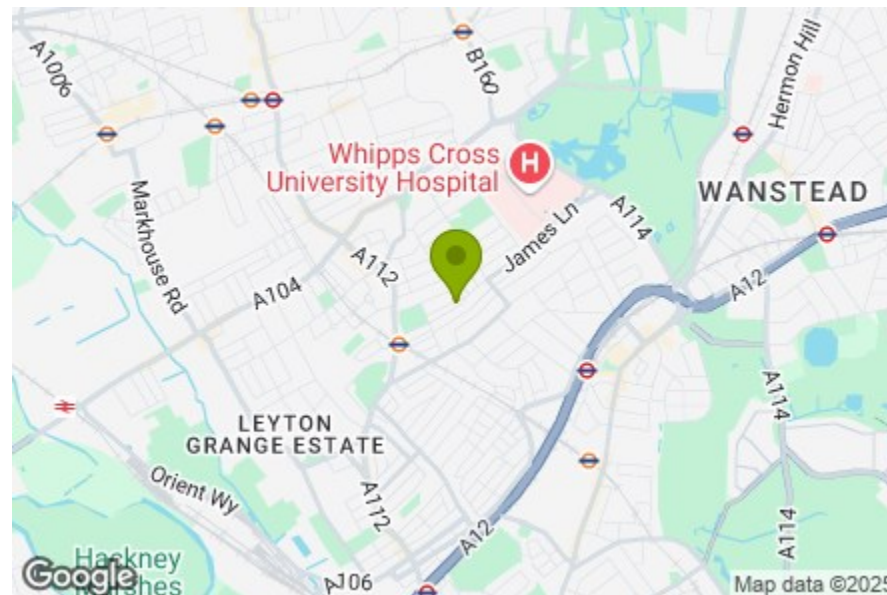 A1006
B160
Hermon Hill
Whipps Cross
University Hospital
H
WANSTEAD
Markhouse Rd
A114
James Ln
A112
A104
A12
LEYTON
GRANGE ESTATE
A114
Orient Wy
A112
A12
A114
Hackney
Marshes
A106
Google
Map data ©2025